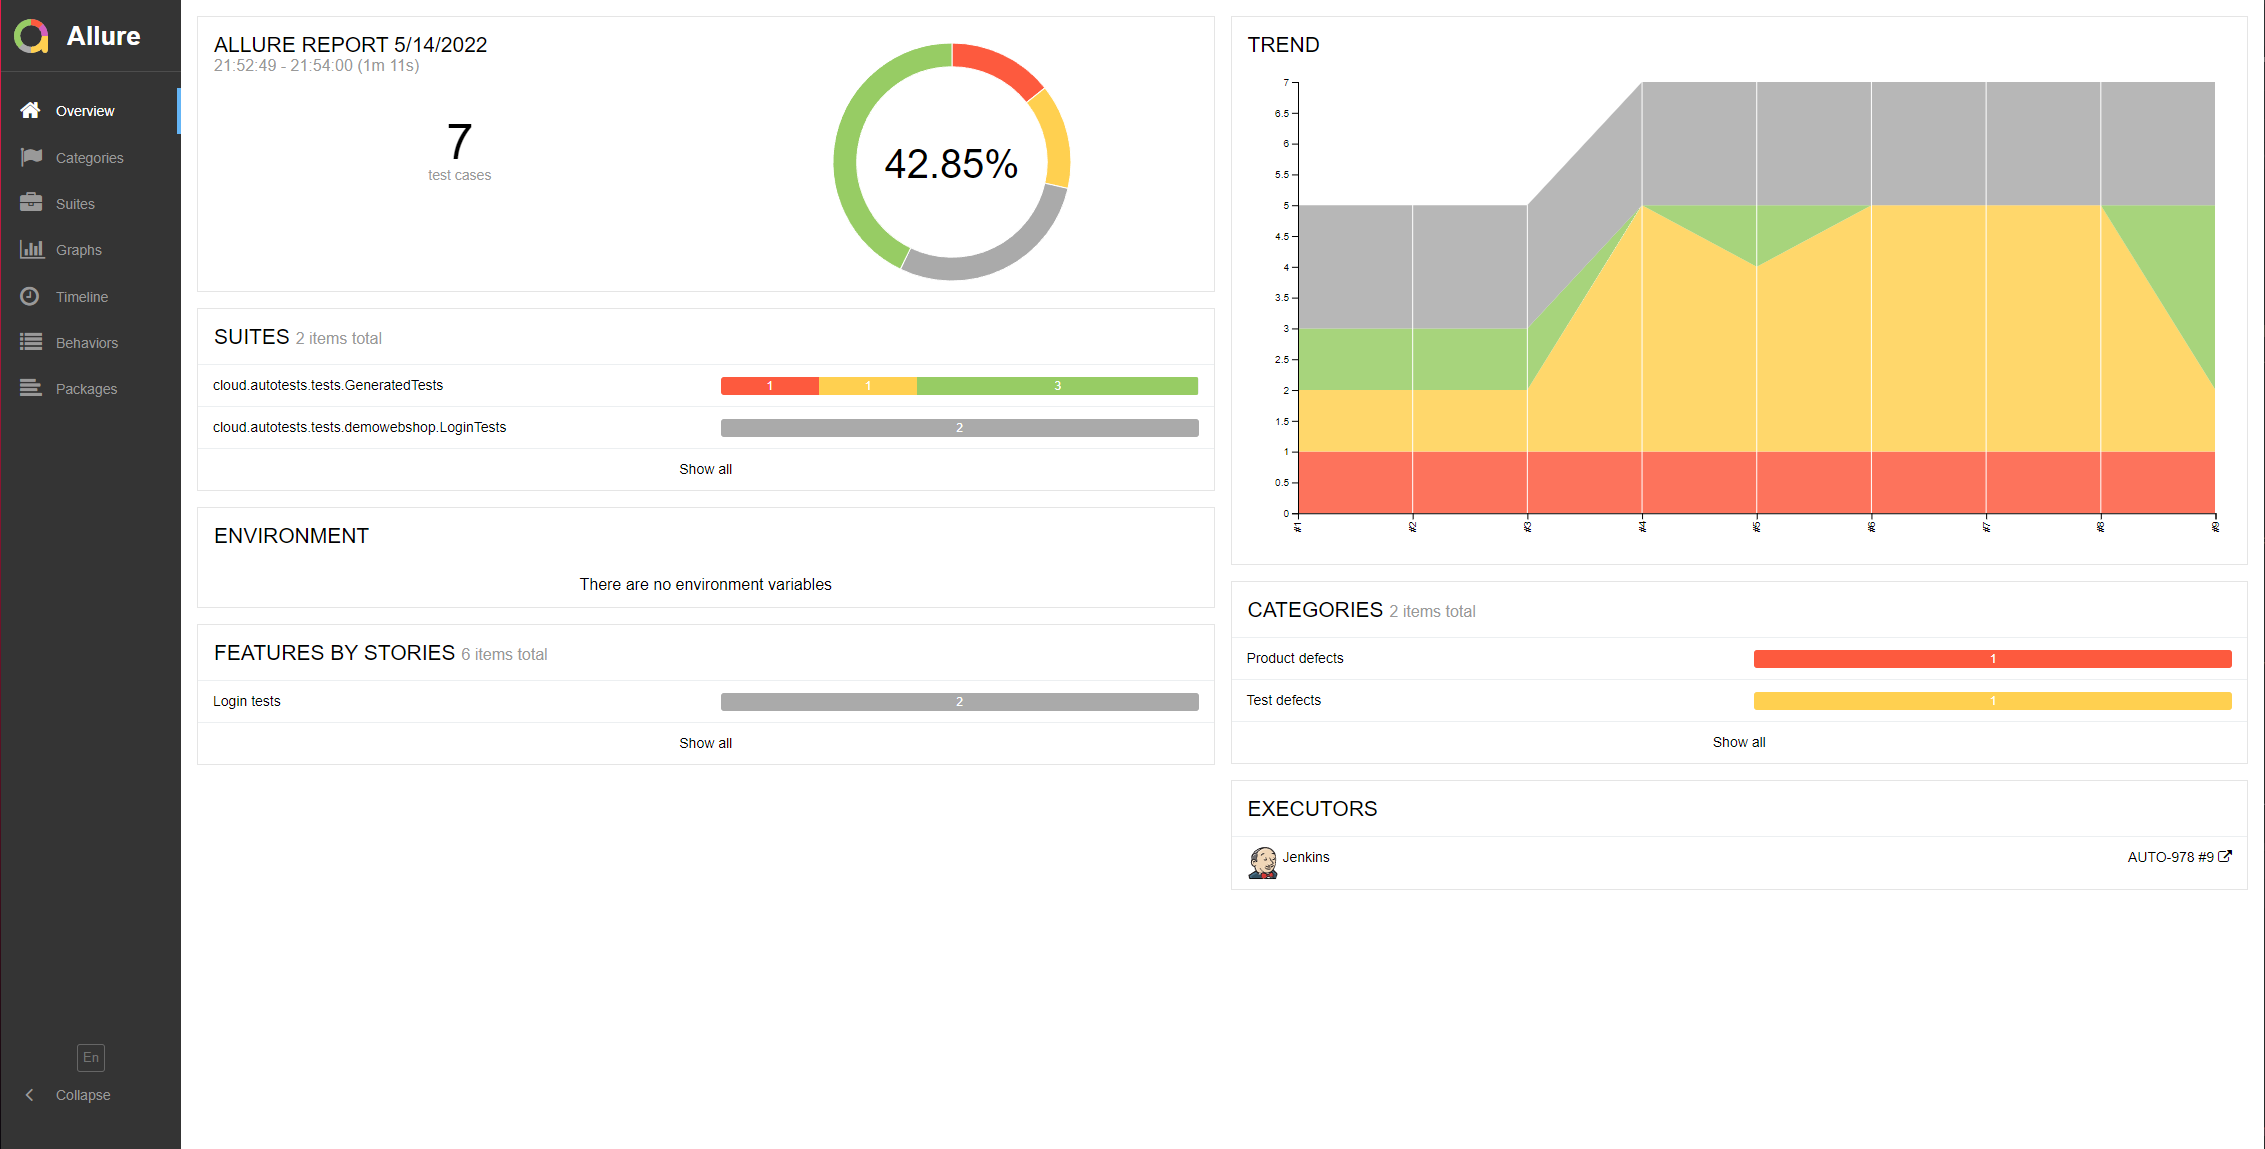 Allure
Overview
Categories
Suites
Graphs
Timeline
Behaviors
Packages
En
Collapse
ALLURE REPORT 5/14/2022
21:52:49 - 21:54:00 (1m 11s)
7
test cases
42.85%
SUITES 2 items total
cloud.autotests.tests.GeneratedTests 1 1 3
cloud.autotests.tests.demowebshop.LoginTests 2
Show all
ENVIRONMENT
There are no environment variables
FEATURES BY STORIES 6 items total
Login tests 2
Show all
TREND
7
6.5
6
5.5
5
4.5
4
3.5
3
2.5
2
1.5
1
0.5
0
#1 #2 #3 #4 #5 #6 #7 #8 #9
CATEGORIES 2 items total
Product defects 1
Test defects 1
Show all
EXECUTORS
Jenkins AUTO-978 #9